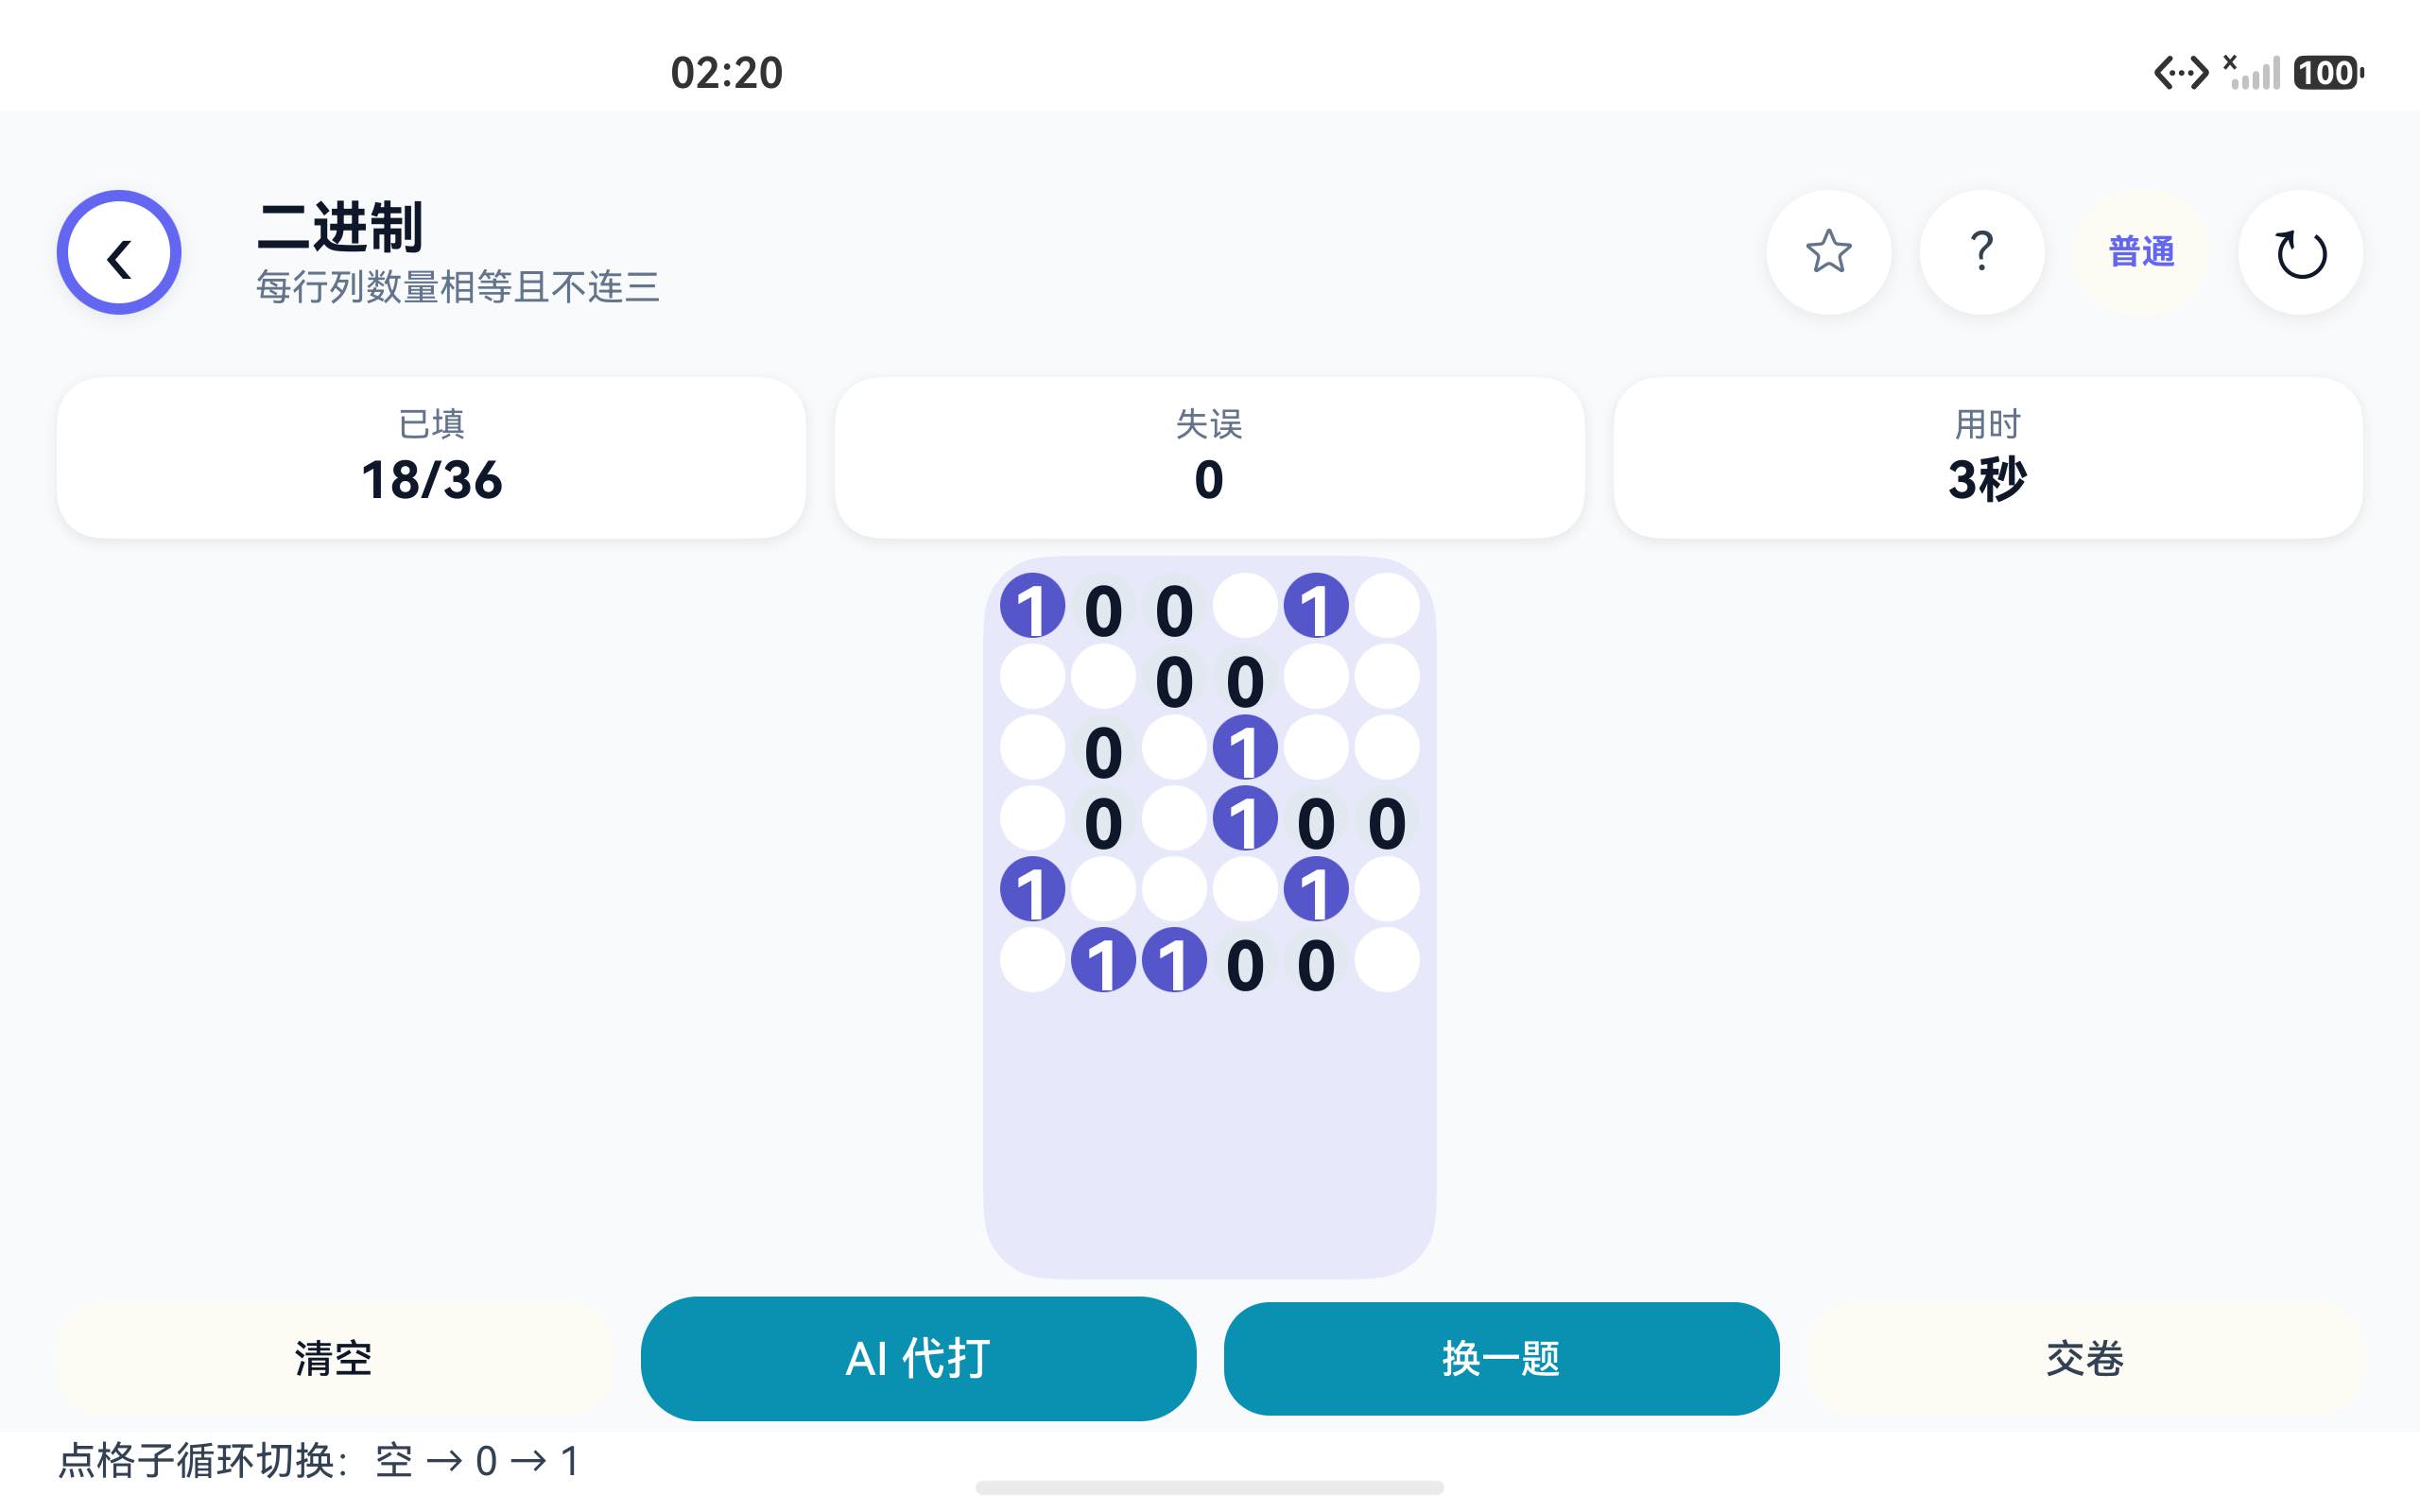 02:20
100
二进制
每行列数量相等且不连三
?
普通
已填
18/36
失误
0
用时
3秒
1 0 0 1
0 0
0 1
0 1 0 0
1 1
1 1 0 0
清空
AI 代打
换一题
交卷
点格子循环切换：空 → 0 → 1